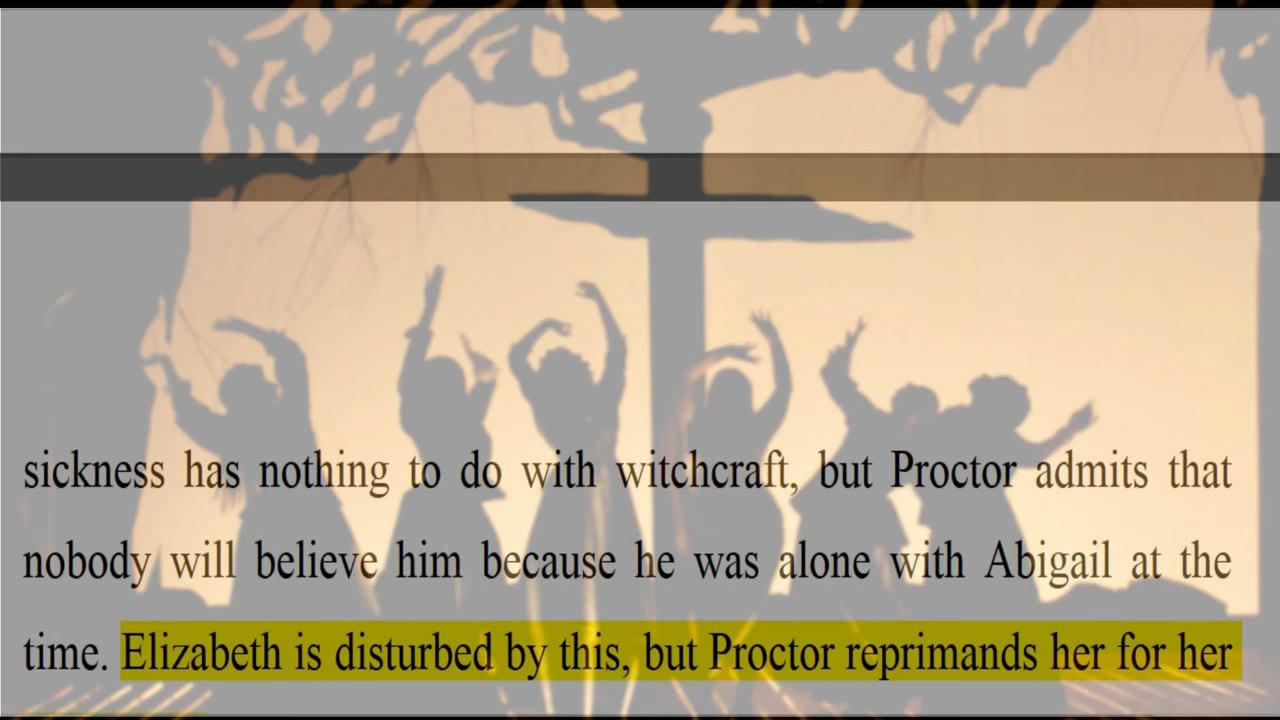 sickness has nothing to do with witchcraft, but Proctor admits that
nobody will believe him because he was alone with Abigail at the
time. Elizabeth is disturbed by this, but Proctor reprimands her for her